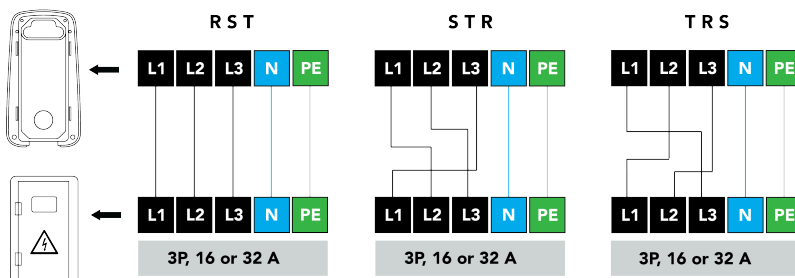 R S T S T R T R S
L1 L2 L3 N PE L1 L2 L3 N PE L1 L2 L3 N PE
L1 L2 L3 N PE L1 L2 L3 N PE L1 L2 L3 N PE
3P, 16 or 32 A 3P, 16 or 32 A 3P, 16 or 32 A